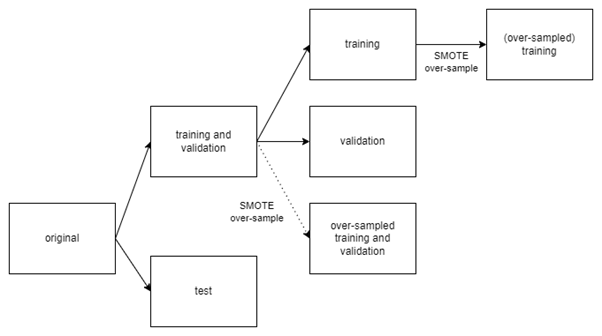 training
SMOTE
over-sample
(over-sampled)
training
training and
validation
validation
SMOTE
over-sample
original
over-sampled
training and
validation
test